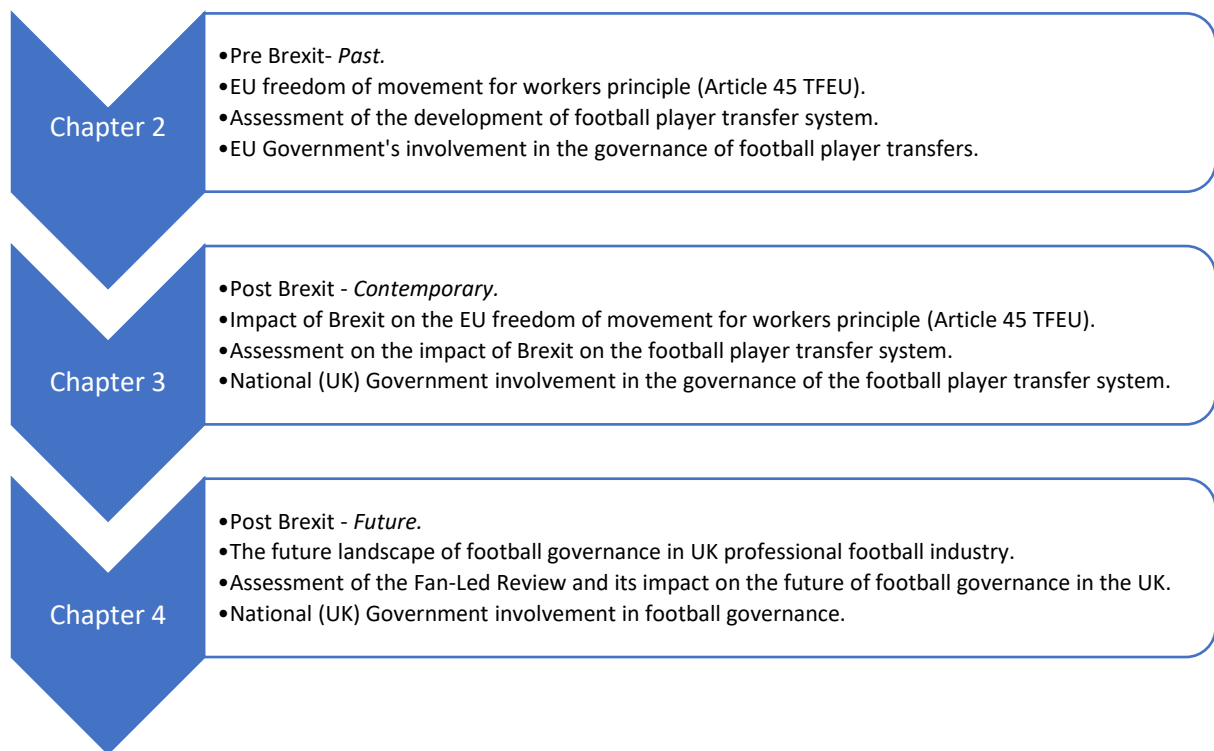 Chapter 2
•Pre Brexit- Past.
•EU freedom of movement for workers principle (Article 45 TFEU).
•Assessment of the development of football player transfer system.
•EU Government's involvement in the governance of football player transfers.
Chapter 3
•Post Brexit - Contemporary.
•Impact of Brexit on the EU freedom of movement for workers principle (Article 45 TFEU).
•Assessment on the impact of Brexit on the football player transfer system.
•National (UK) Government involvement in the governance of the football player transfer system.
Chapter 4
•Post Brexit - Future.
•The future landscape of football governance in UK professional football industry.
•Assessment of the Fan-Led Review and its impact on the future of football governance in the UK.
•National (UK) Government involvement in football governance.